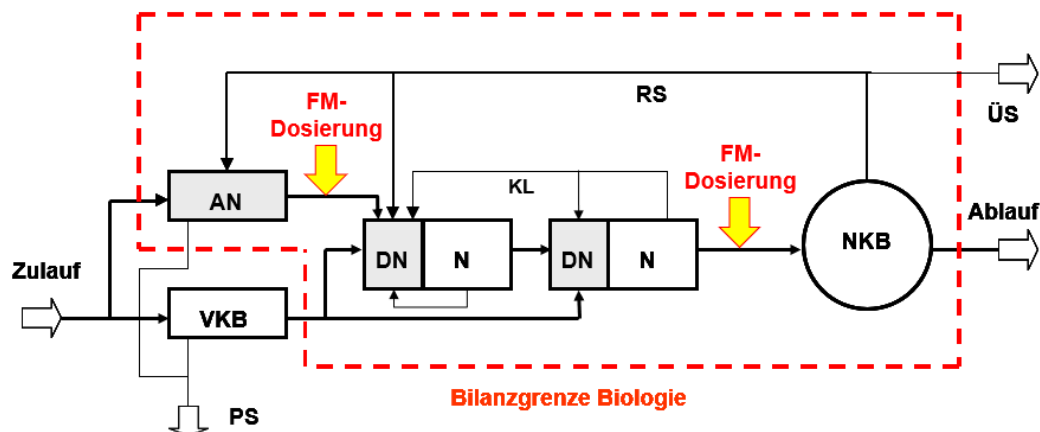 RS
ÜS
FM-
Dosierung
FM-
Dosierung
AN
KL
Ablauf
NKB
DN
N
DN
N
Zulauf
VKB
Bilanzgrenze Biologie
PS